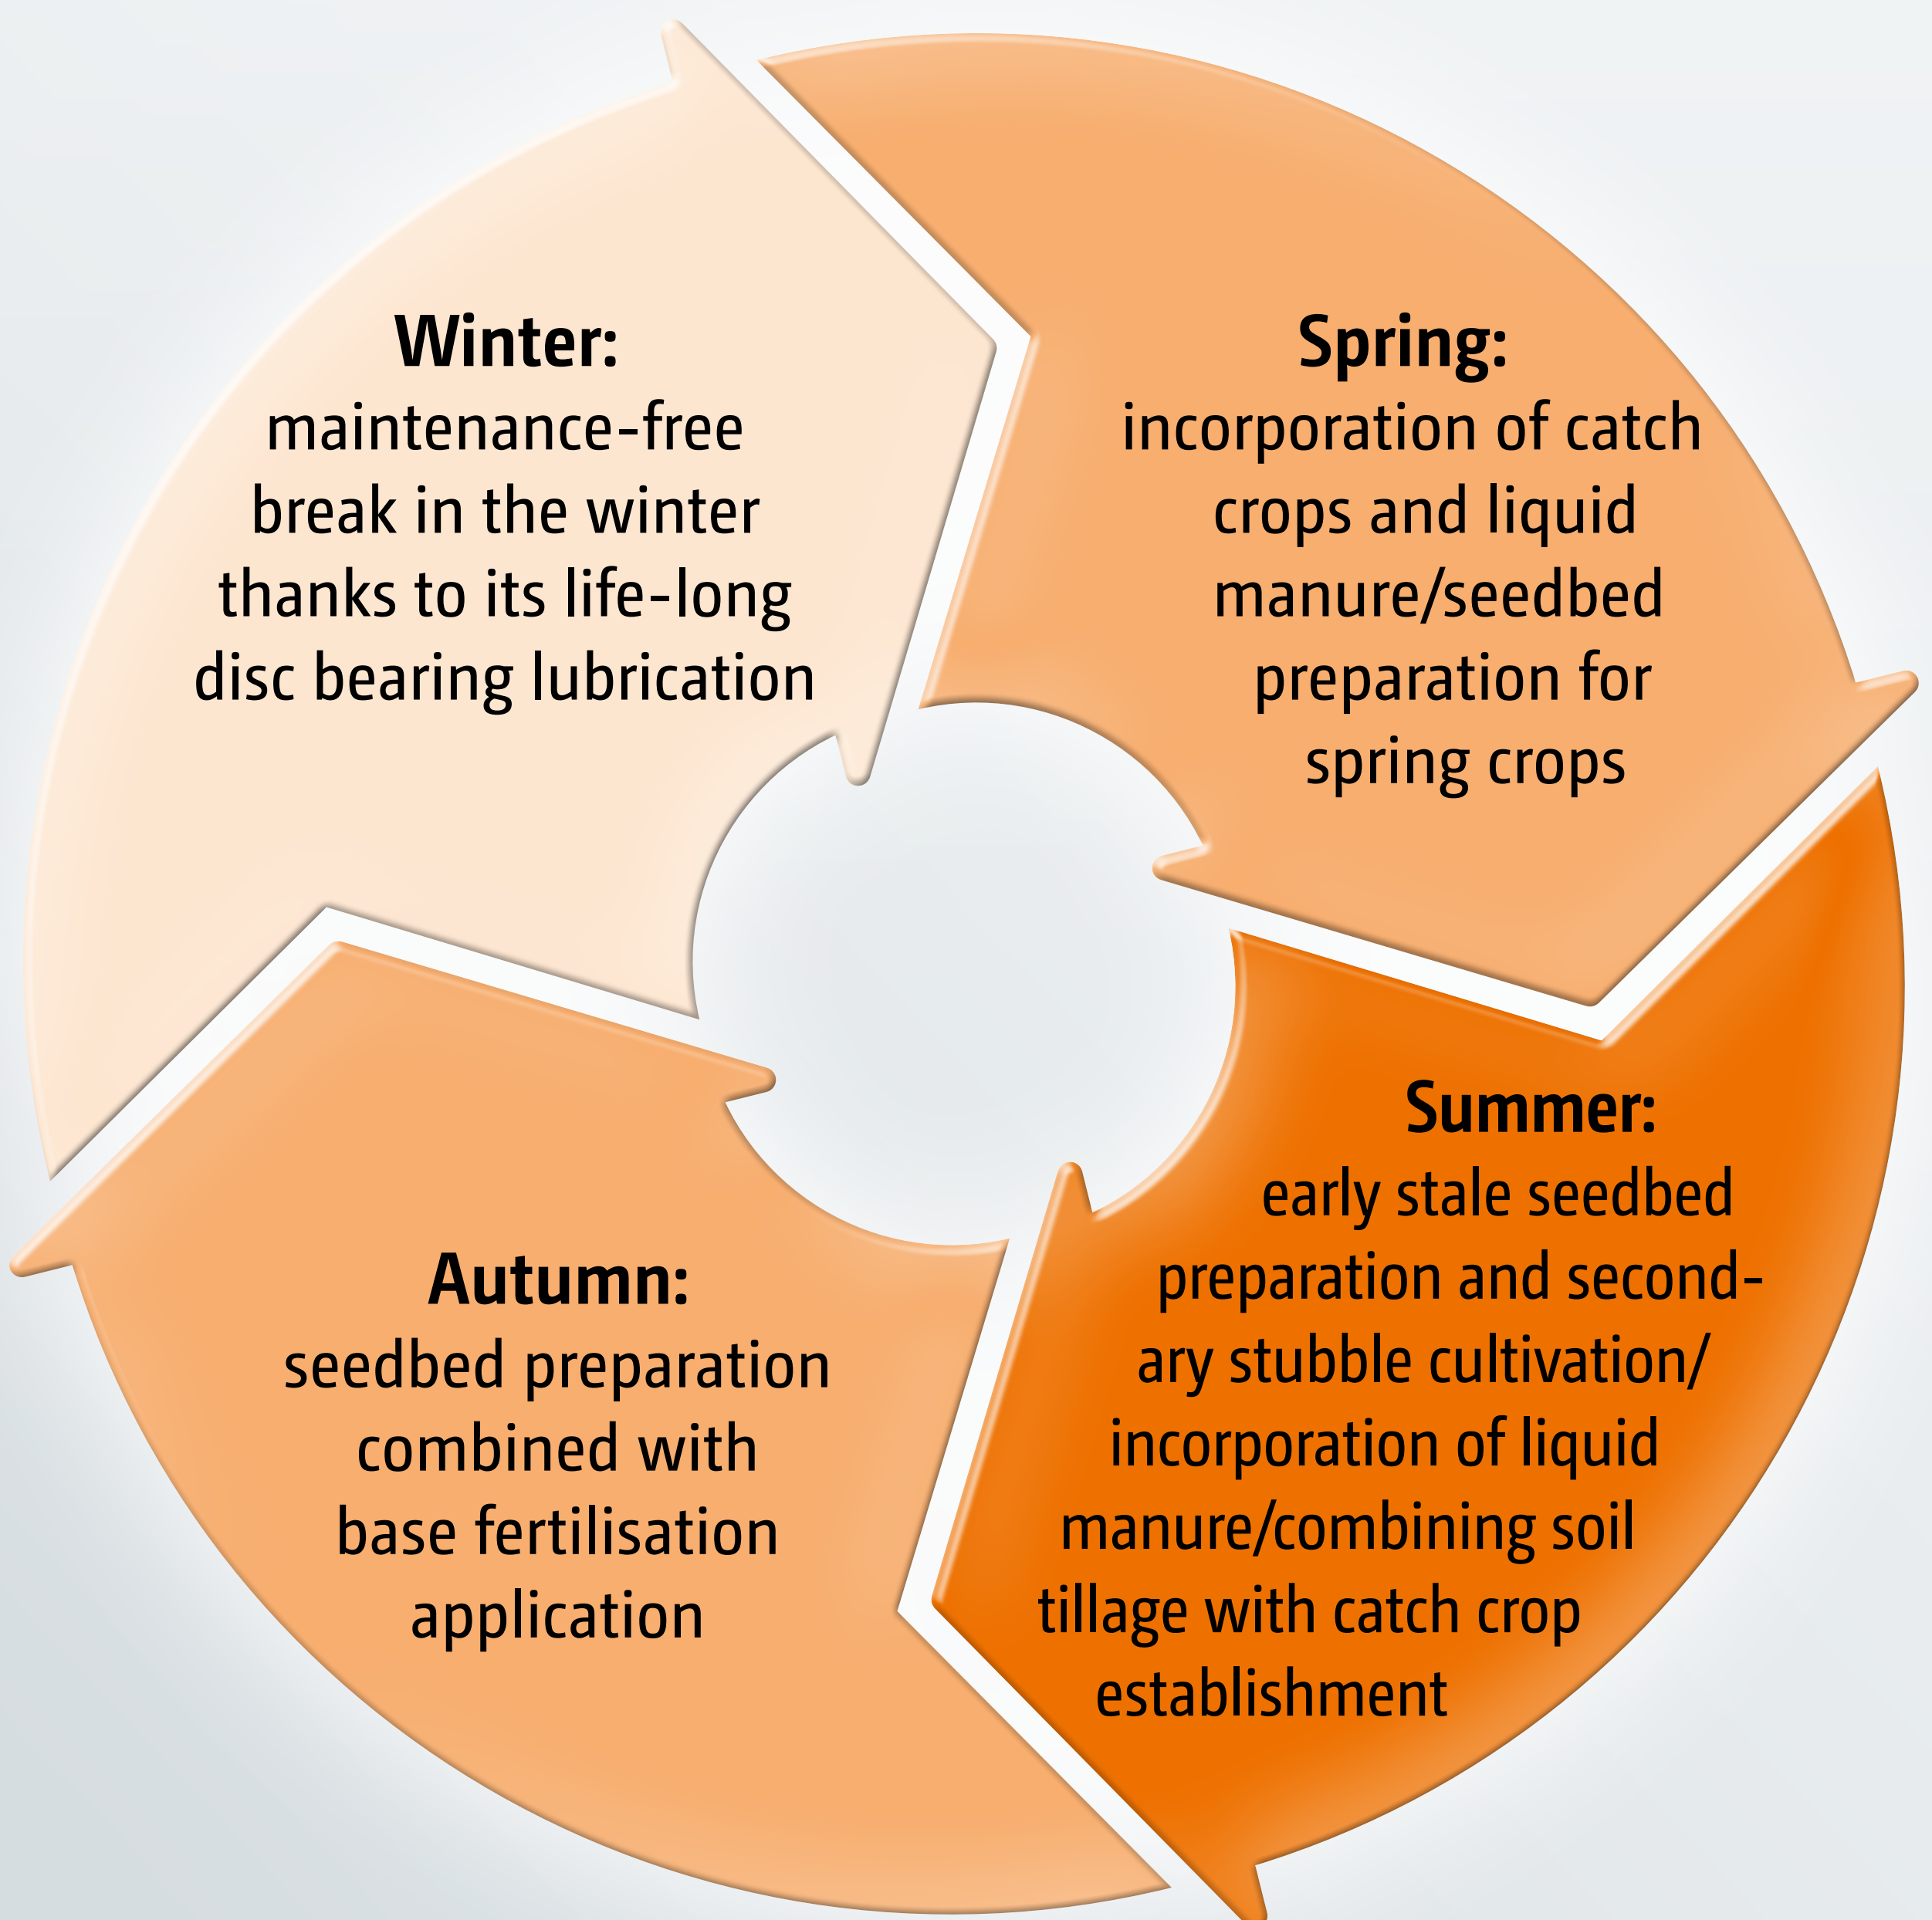 Winter:
maintenance-free
break in the winter
thanks to its life-long
disc bearing lubrication
Spring:
incorporation of catch
crops and liquid
manure/seedbed
preparation for
spring crops
Summer:
early stale seedbed
preparation and second-
ary stubble cultivation/
incorporation of liquid
manure/combining soil
tillage with catch crop
establishment
Autumn:
seedbed preparation
combined with
base fertilisation
application